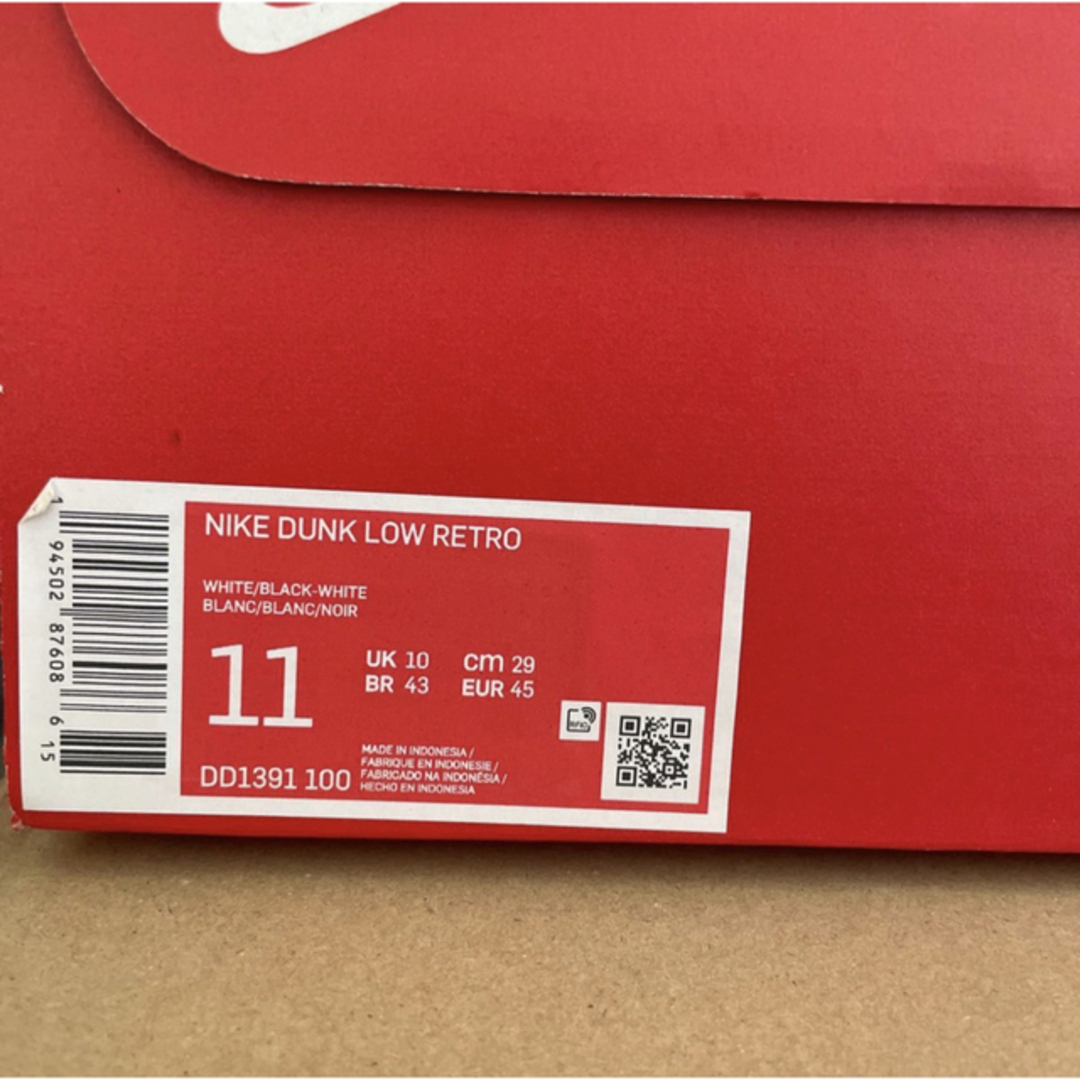 NIKE DUNK LOW RETRO
WHITE/BLACK-WHITE
BLANC/BLANC/NOIR
11
UK 10 cm 29
BR 43 EUR 45
DD1391 100
MADE IN INDONESIA /
FABRIQUE EN INDONESIE /
FABRICADO NA INDONÉSIA /
HECHO EN INDONESIA
RFID
1 94502 87608 6 15